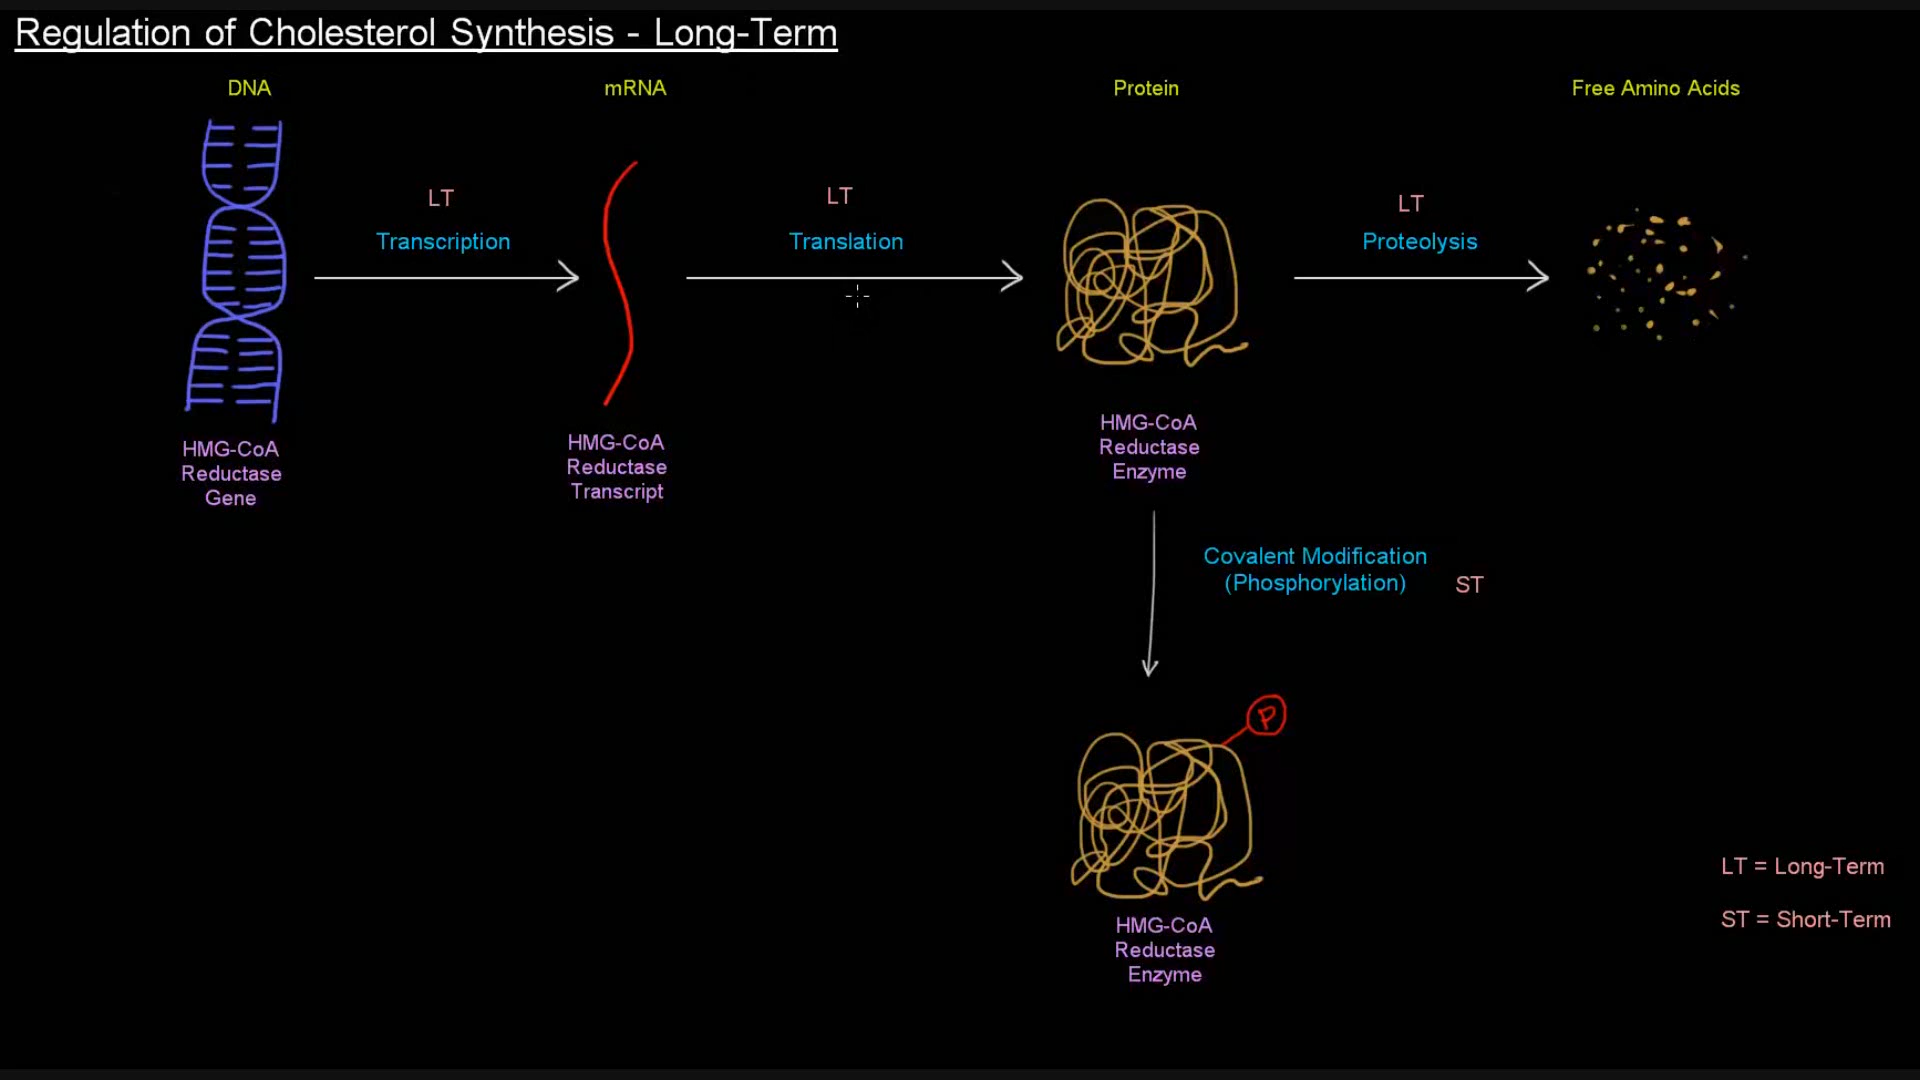 Regulation of Cholesterol Synthesis - Long-Term
DNA
mRNA
Protein
Free Amino Acids
LT
Transcription
LT
Translation
LT
Proteolysis
HMG-CoA
Reductase
Gene
HMG-CoA
Reductase
Transcript
HMG-CoA
Reductase
Enzyme
Covalent Modification
(Phosphorylation)
ST
P
HMG-CoA
Reductase
Enzyme
LT = Long-Term
ST = Short-Term